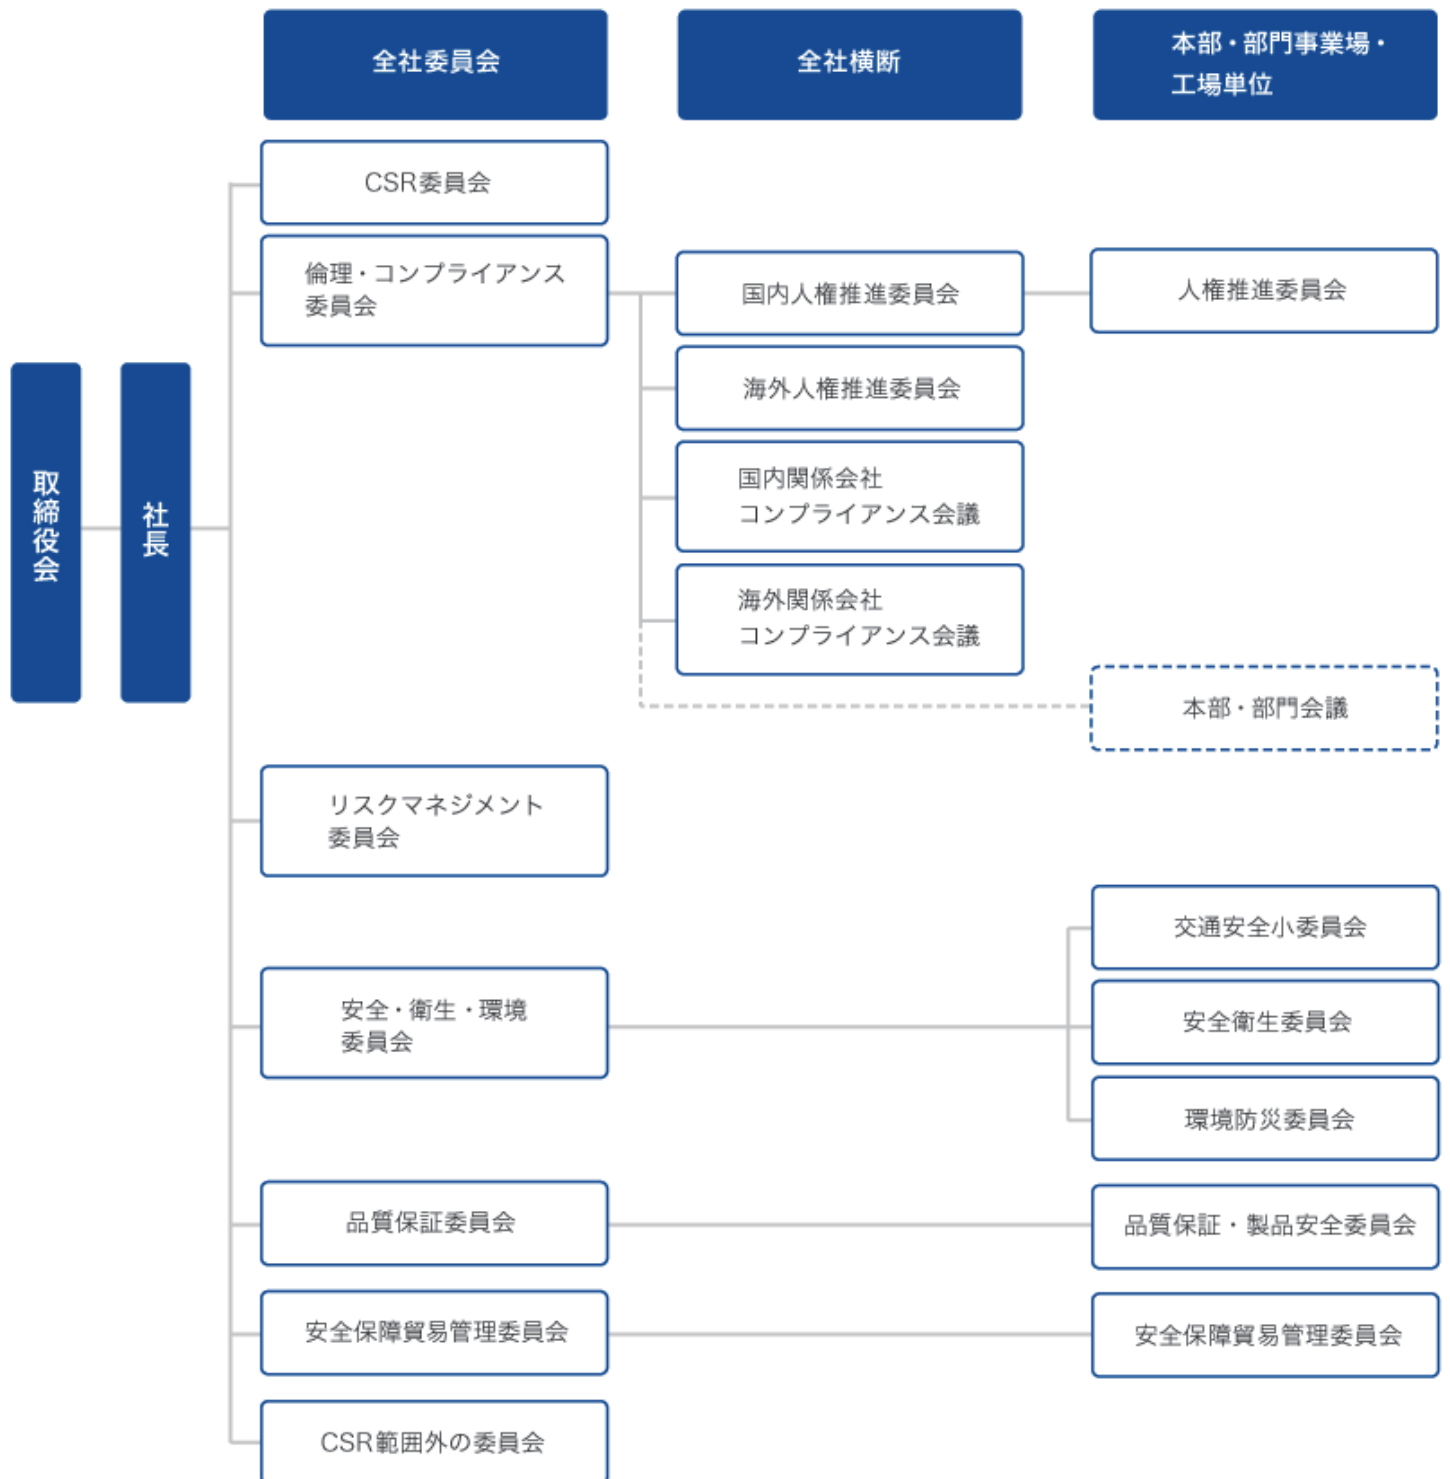 全社委員会
全社横断
本部・部門事業場・
工場単位
取締役会
社長
CSR委員会
倫理・コンプライアンス
委員会
国内人権推進委員会
人権推進委員会
海外人権推進委員会
国内関係会社
コンプライアンス会議
海外関係会社
コンプライアンス会議
本部・部門会議
リスクマネジメント
委員会
安全・衛生・環境
委員会
交通安全小委員会
安全衛生委員会
環境防災委員会
品質保証委員会
品質保証・製品安全委員会
安全保障貿易管理委員会
安全保障貿易管理委員会
CSR範囲外の委員会